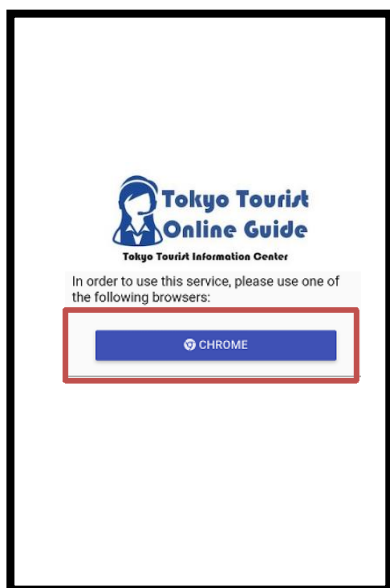 Tokyo Tourist
Online Guide
Tokyo Tourist Information Center
In order to use this service, please use one of
the following browsers:
CHROME